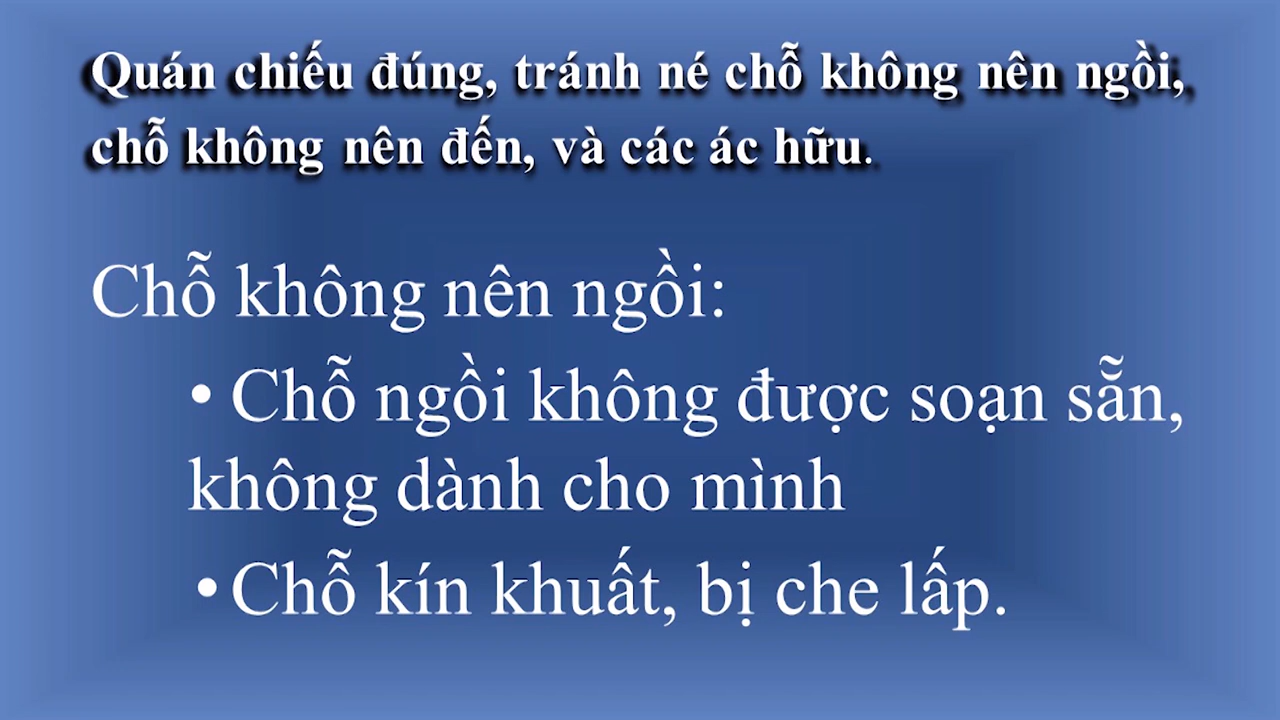 Quán chiếu đúng, tránh né chỗ không nên ngồi,
chỗ không nên đến, và các ác hữu.
Chỗ không nên ngồi:
• Chỗ ngồi không được soạn sẵn,
không dành cho mình
• Chỗ kín khuất, bị che lấp.